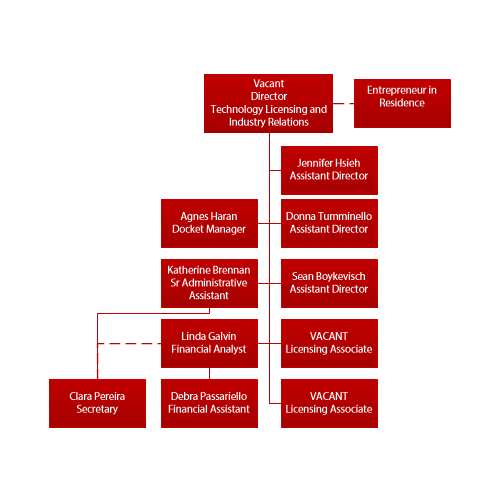 Vacant
Director
Technology Licensing and
Industry Relations
Entrepreneur in
Residence
Jennifer Hsieh
Assistant Director
Agnes Haran
Docket Manager
Donna Tumminello
Assistant Director
Katherine Brennan
Sr Administrative
Assistant
Sean Boykevisch
Assistant Director
Linda Galvin
Financial Analyst
VACANT
Licensing Associate
Clara Pereira
Secretary
Debra Passariello
Financial Assistant
VACANT
Licensing Associate